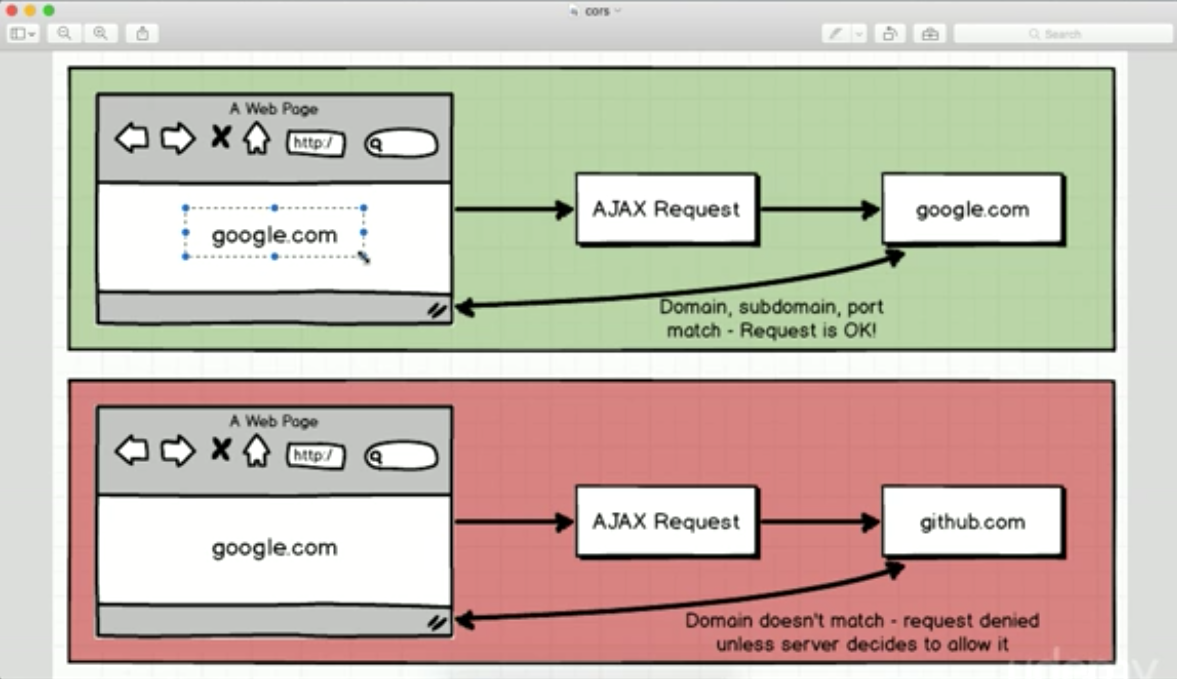 cors
Search
A Web Page
http:/
google.com
AJAX Request
google.com
Domain, subdomain, port
match - Request is OK!
A Web Page
http:/
google.com
AJAX Request
github.com
Domain doesn't match - request denied
unless server decides to allow it
udemy